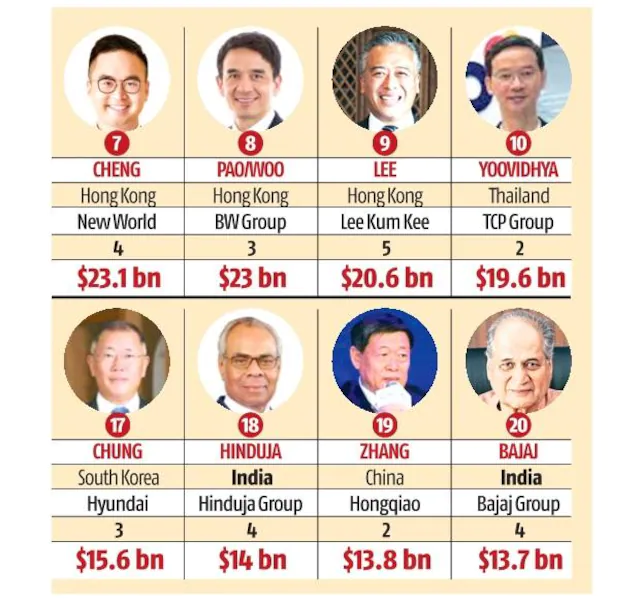 7 8 9 10
CHENG PAO/WOO LEE YOOVIDHYA
Hong Kong Hong Kong Hong Kong Thailand
New World BW Group Lee Kum Kee TCP Group
4 3 5 2
$23.1 bn $23 bn $20.6 bn $19.6 bn
17 18 19 20
CHUNG HINDUJA ZHANG BAJAJ
South Korea India China India
Hyundai Hinduja Group Hongqiao Bajaj Group
3 4 2 4
$15.6 bn $14 bn $13.8 bn $13.7 bn